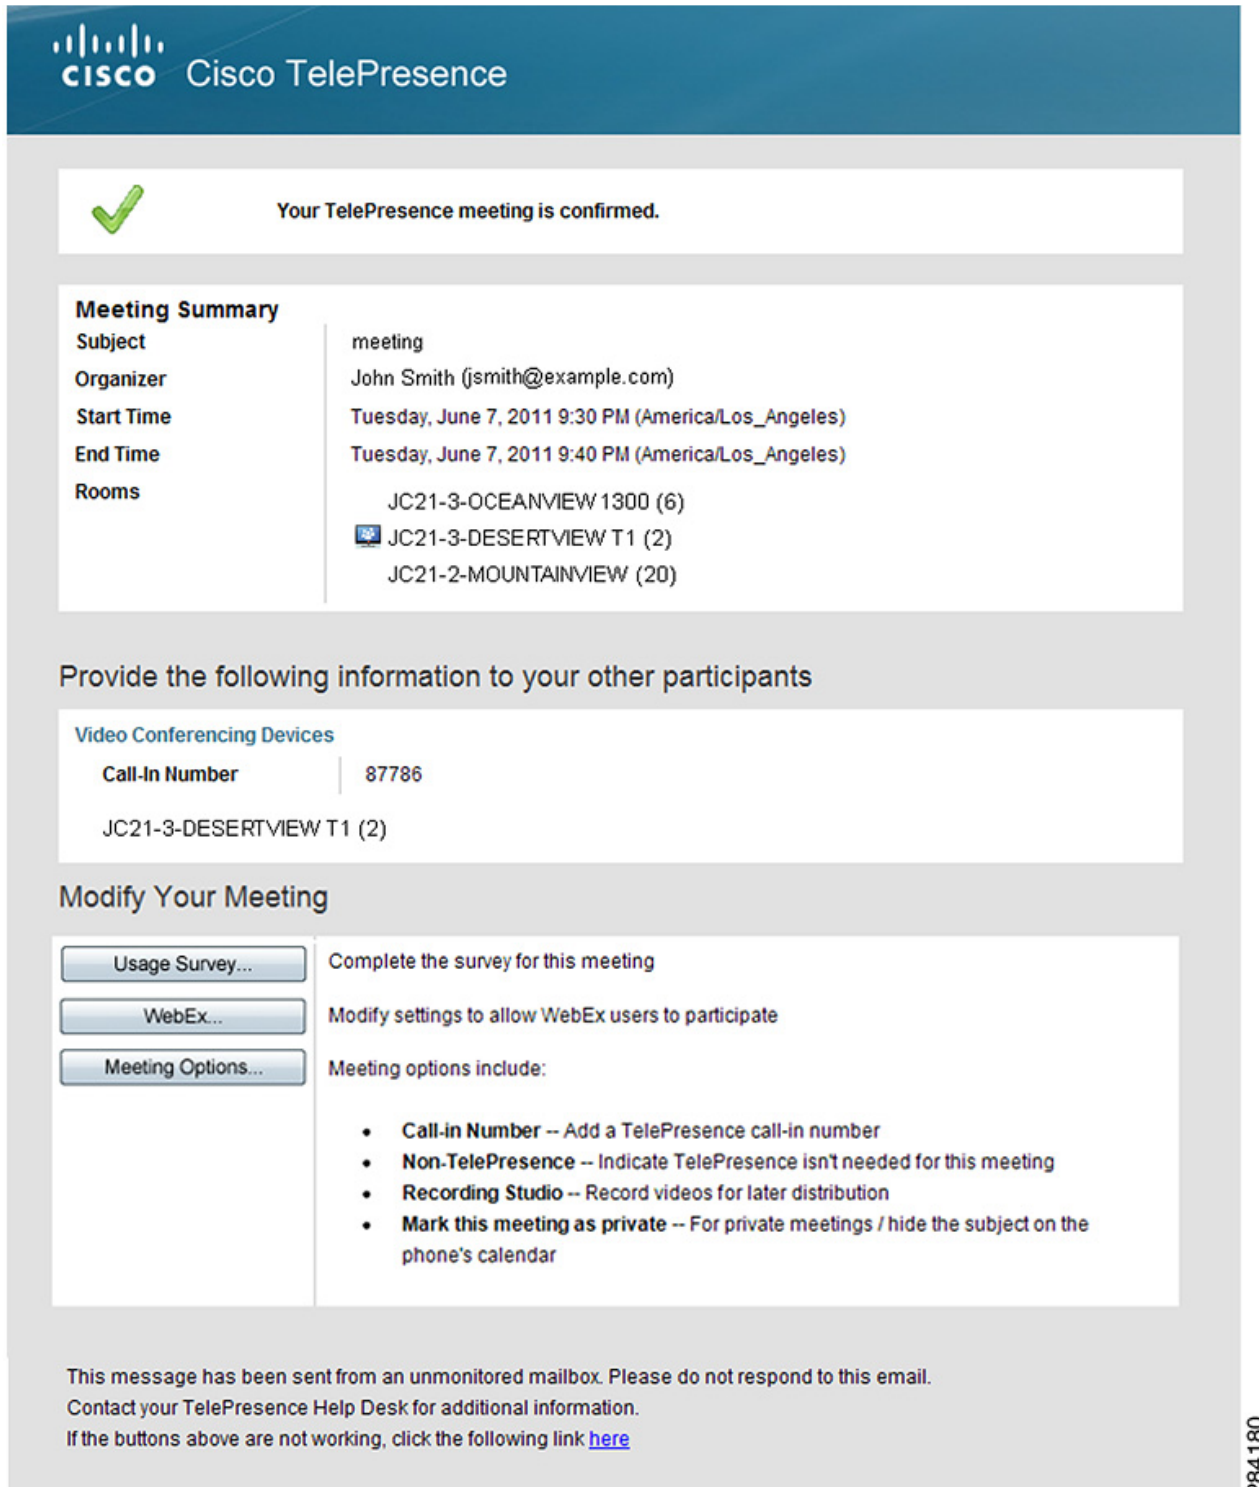 CISCO Cisco TelePresence
Your TelePresence meeting is confirmed.
Meeting Summary
Subject meeting
Organizer John Smith (jsmith@example.com)
Start Time Tuesday, June 7, 2011 9:30 PM (America/Los_Angeles)
End Time Tuesday, June 7, 2011 9:40 PM (America/Los_Angeles)
Rooms JC21-3-OCEANVIEW 1300 (6)
JC21-3-DESERTVIEW T1 (2)
JC21-2-MOUNTAINVIEW (20)
Provide the following information to your other participants
Video Conferencing Devices
Call-In Number 87786
JC21-3-DESERTVIEW T1 (2)
Modify Your Meeting
Usage Survey... Complete the survey for this meeting
WebEx... Modify settings to allow WebEx users to participate
Meeting Options... Meeting options include:
• Call-in Number -- Add a TelePresence call-in number
• Non-TelePresence -- Indicate TelePresence isn't needed for this meeting
• Recording Studio -- Record videos for later distribution
• Mark this meeting as private -- For private meetings / hide the subject on the
phone's calendar
This message has been sent from an unmonitored mailbox. Please do not respond to this email.
Contact your TelePresence Help Desk for additional information.
If the buttons above are not working, click the following link here